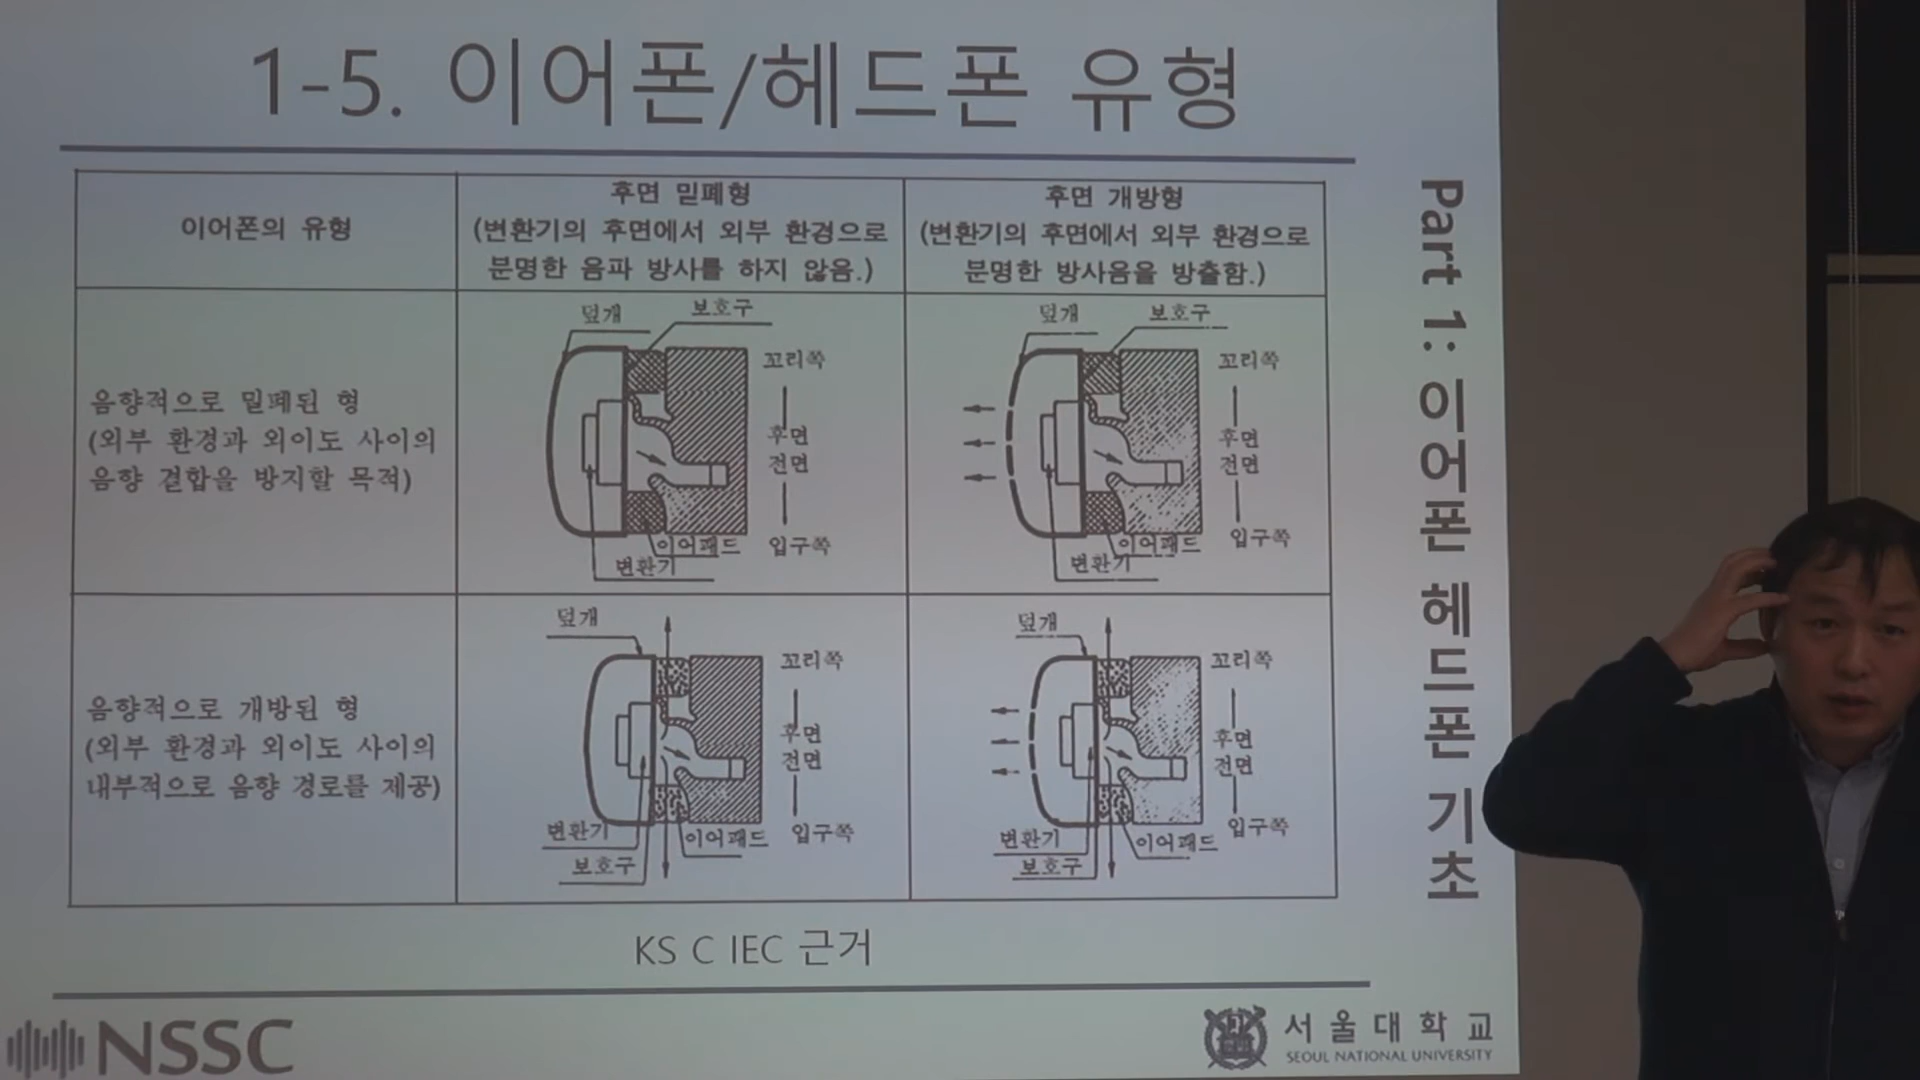 1-5. 이어폰/헤드폰 유형
이어폰의 유형
후면 밀폐형
(변환기의 후면에서 외부 환경으로
분명한 음파 방사를 하지 않음.)
후면 개방형
(변환기의 후면에서 외부 환경으로
분명한 방사음을 방출함.)
음향적으로 밀폐된 형
(외부 환경과 외이도 사이의
음향 결합을 방지할 목적)
덮개
보호구
꼬리쪽
후면
전면
입구쪽
이어패드
변환기
덮개
보호구
꼬리쪽
후면
전면
입구쪽
이어패드
변환기
음향적으로 개방된 형
(외부 환경과 외이도 사이의
내부적으로 음향 경로를 제공)
덮개
꼬리쪽
후면
전면
입구쪽
변환기
이어패드
보호구
덮개
꼬리쪽
후면
전면
입구쪽
변환기
이어패드
보호구
KS C IEC 근거
Part 1: 이어폰 헤드폰 기초
NSSC
서울대학교
SEOUL NATIONAL UNIVERSITY